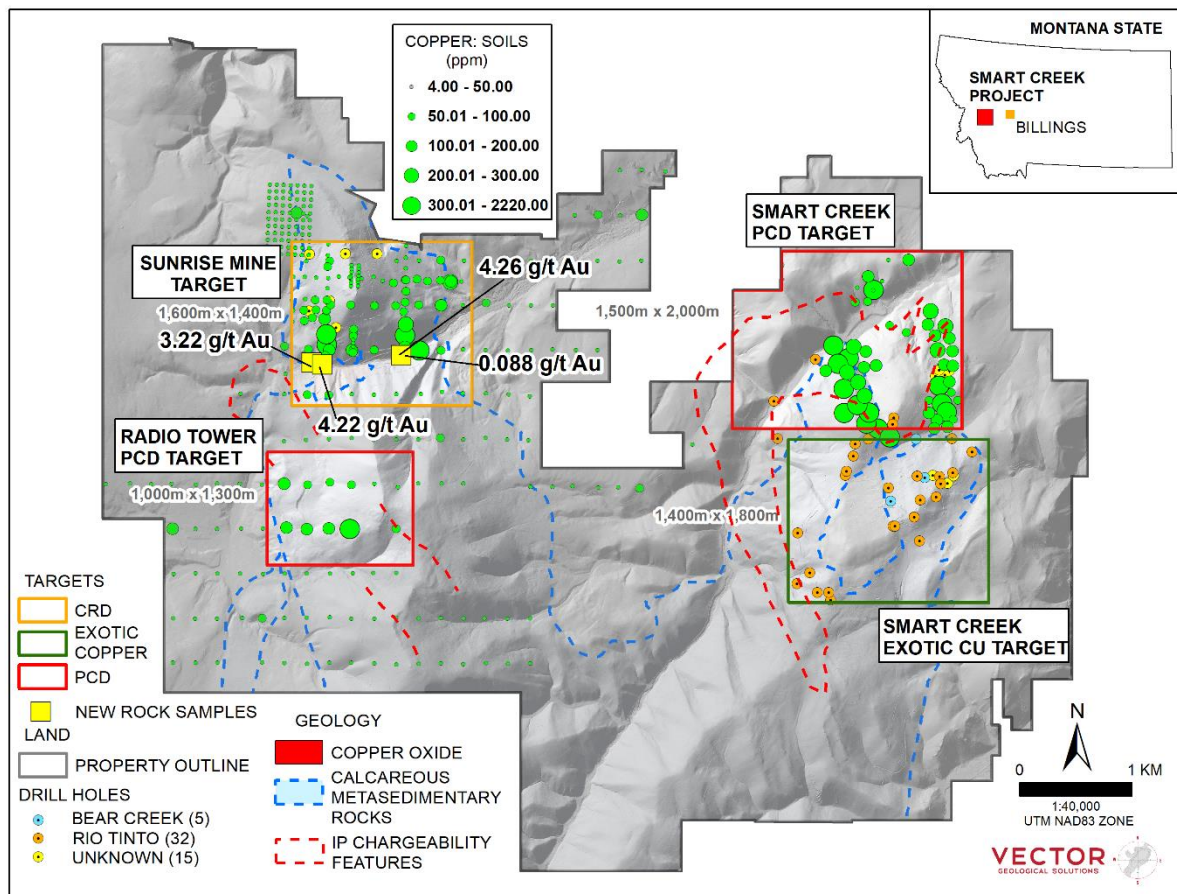 COPPER: SOILS
(ppm)
4.00 - 50.00
50.01 - 100.00
100.01 - 200.00
200.01 - 300.00
300.01 - 2220.00
MONTANA STATE
SMART CREEK
PROJECT
BILLINGS
SUNRISE MINE
TARGET
1,600m x 1,400m
3.22 g/t Au
4.22 g/t Au
4.26 g/t Au
0.088 g/t Au
SMART CREEK
PCD TARGET
1,500m x 2,000m
RADIO TOWER
PCD TARGET
1,000m x 1,300m
1,400m x 1,800m
SMART CREEK
EXOTIC CU TARGET
TARGETS
CRD
EXOTIC
COPPER
PCD
NEW ROCK SAMPLES
LAND
PROPERTY OUTLINE
DRILL HOLES
BEAR CREEK (5)
RIO TINTO (32)
UNKNOWN (15)
GEOLOGY
COPPER OXIDE
CALCAREOUS
METASEDIMENTARY
ROCKS
IP CHARGEABILITY
FEATURES
N
0 1 KM
1:40,000
UTM NAD83 ZONE
VECTOR
GEOLOGICAL SOLUTIONS